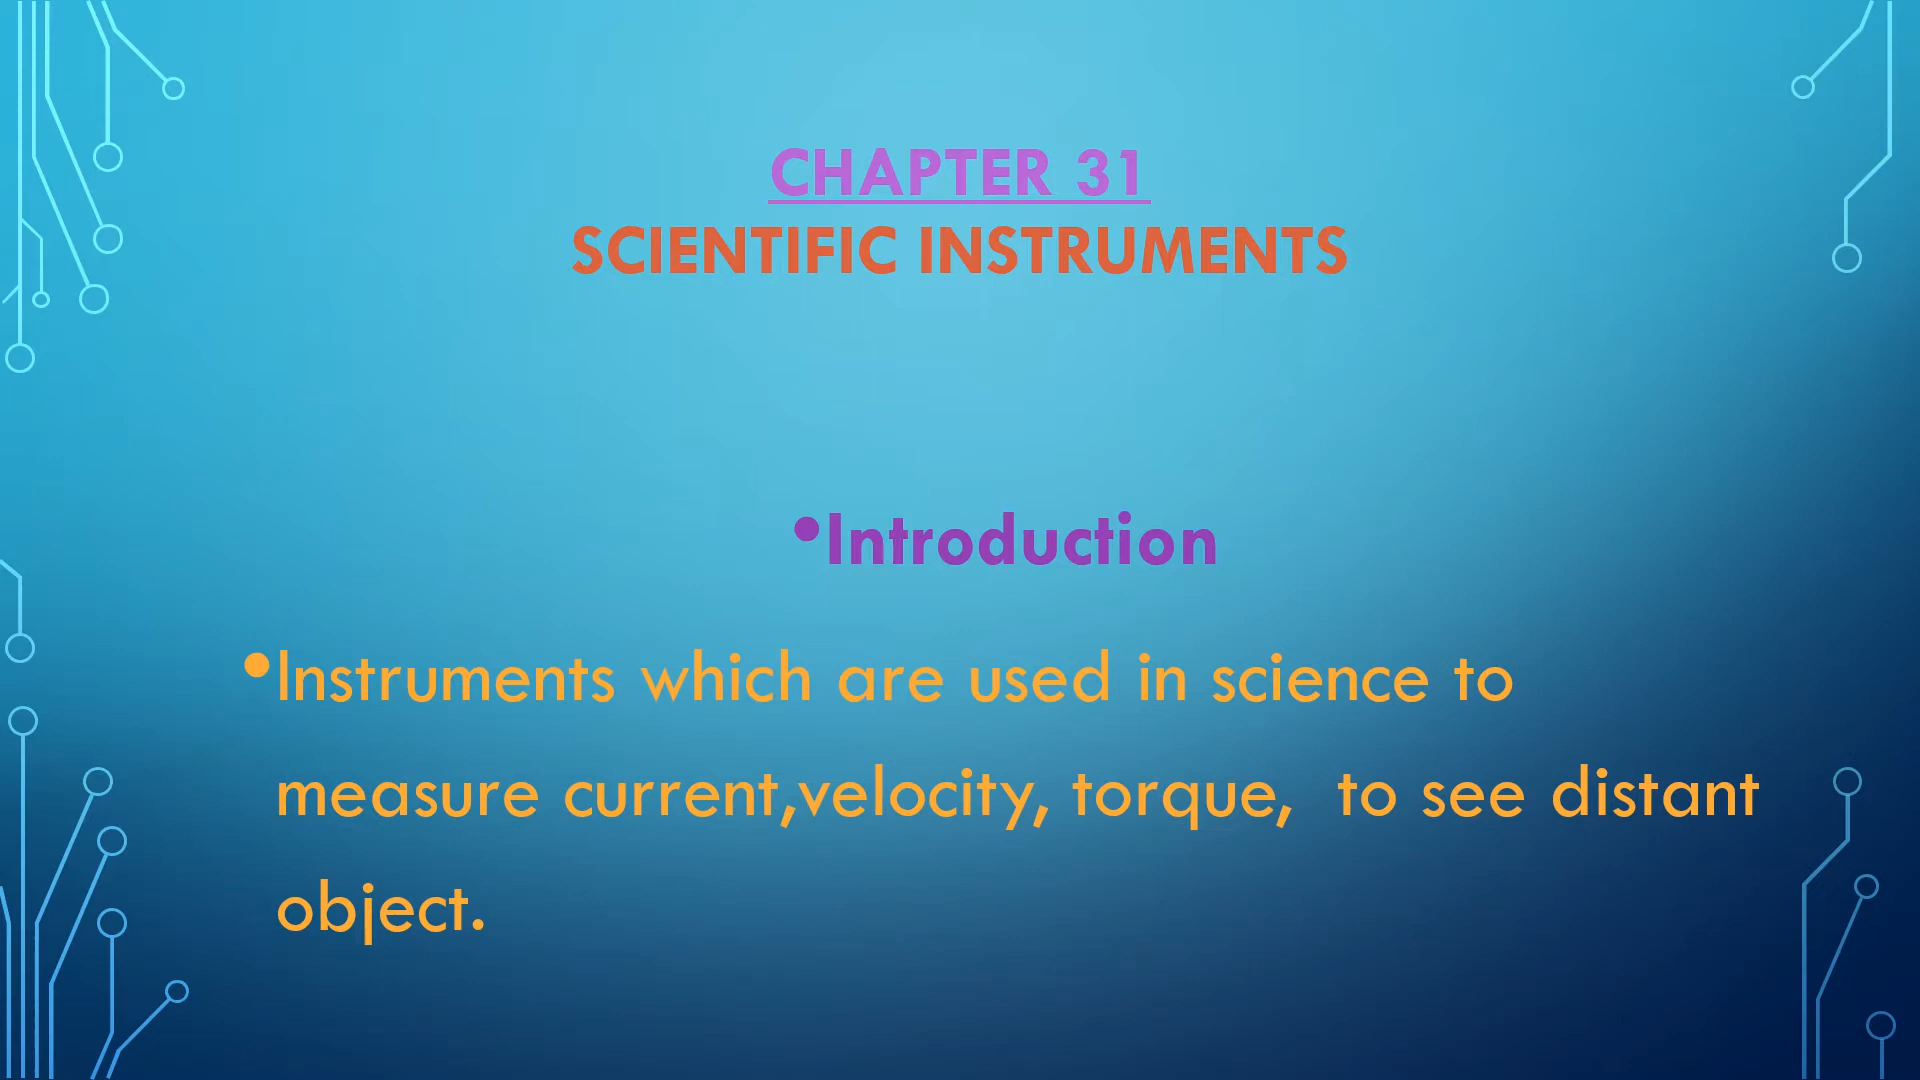 CHAPTER 31
SCIENTIFIC INSTRUMENTS
•Introduction
•Instruments which are used in science to
measure current,velocity, torque,  to see distant
object.